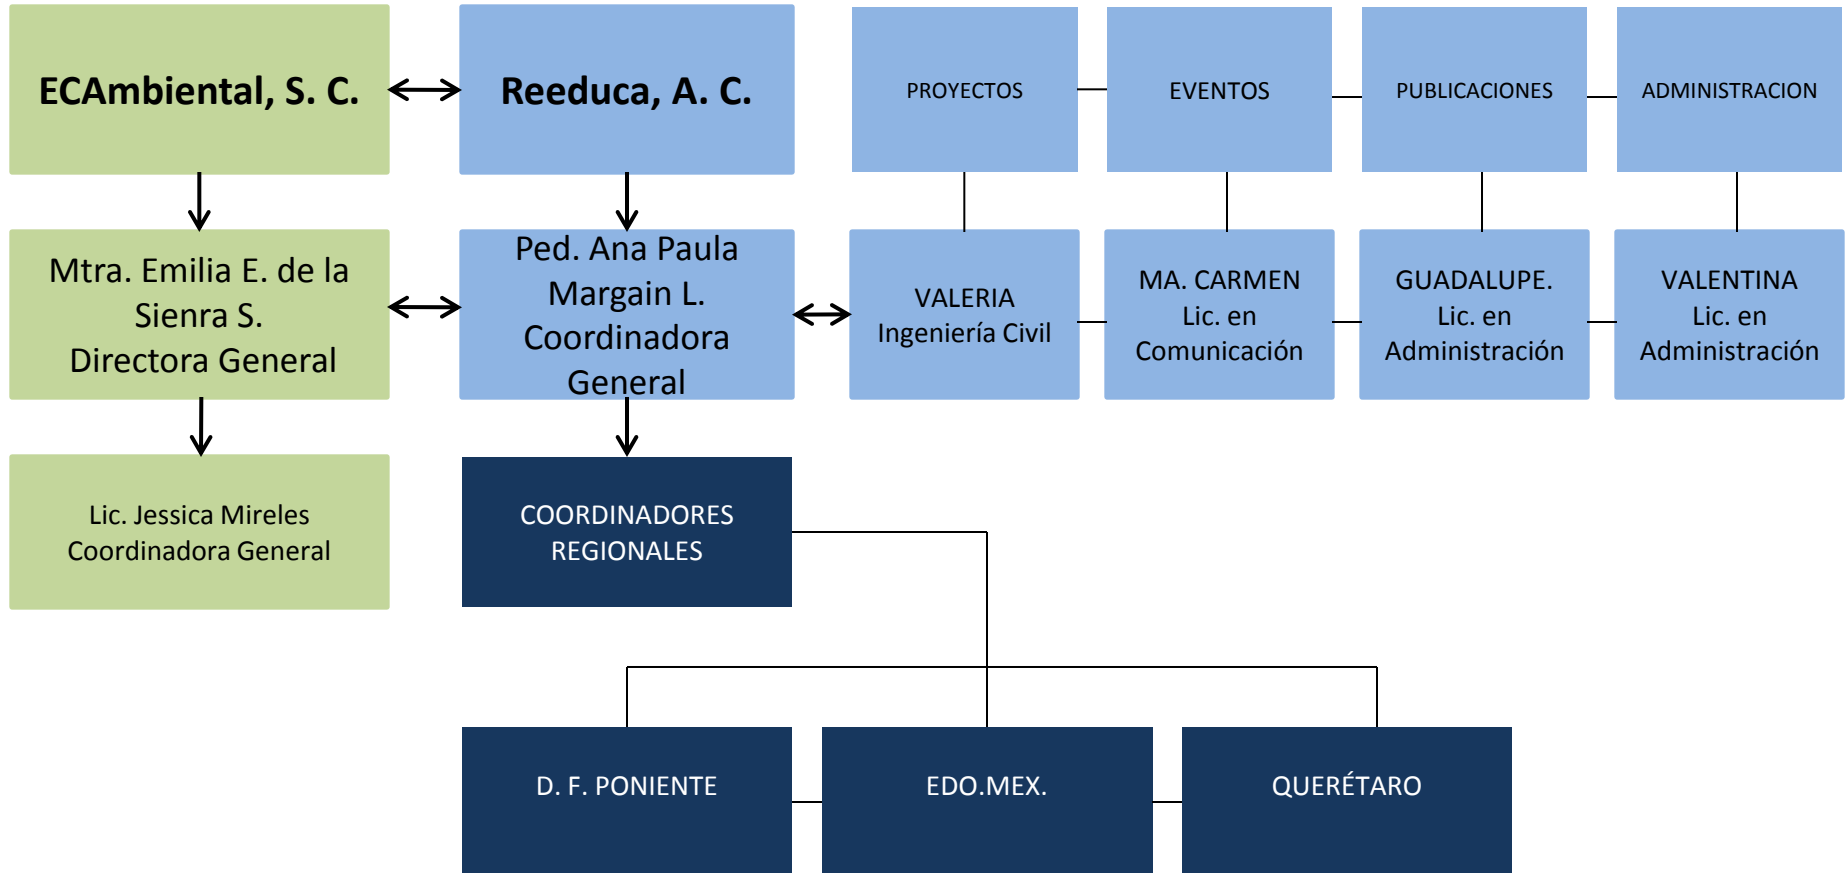 ECAmbiental, S. C.
Reeduca, A. C.
PROYECTOS
EVENTOS
PUBLICACIONES
ADMINISTRACION
Mtra. Emilia E. de la
Sienra S.
Directora General
Ped. Ana Paula
Margain L.
Coordinadora
General
VALERIA
Ingeniería Civil
MA. CARMEN
Lic. en
Comunicación
GUADALUPE.
Lic. en
Administración
VALENTINA
Lic. en
Administración
Lic. Jessica Mireles
Coordinadora General
COORDINADORES
REGIONALES
D. F. PONIENTE
EDO.MEX.
QUERÉTARO